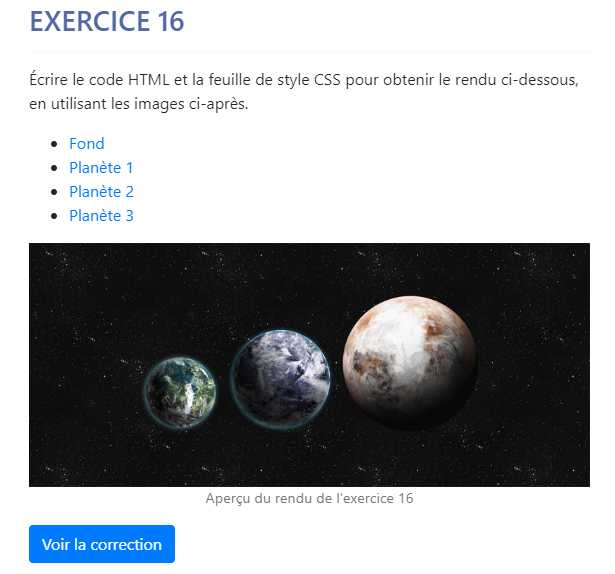 EXERCICE 16
Écrire le code HTML et la feuille de style CSS pour obtenir le rendu ci-dessous,
en utilisant les images ci-après.
Fond
Planète 1
Planète 2
Planète 3
Aperçu du rendu de l'exercice 16
Voir la correction